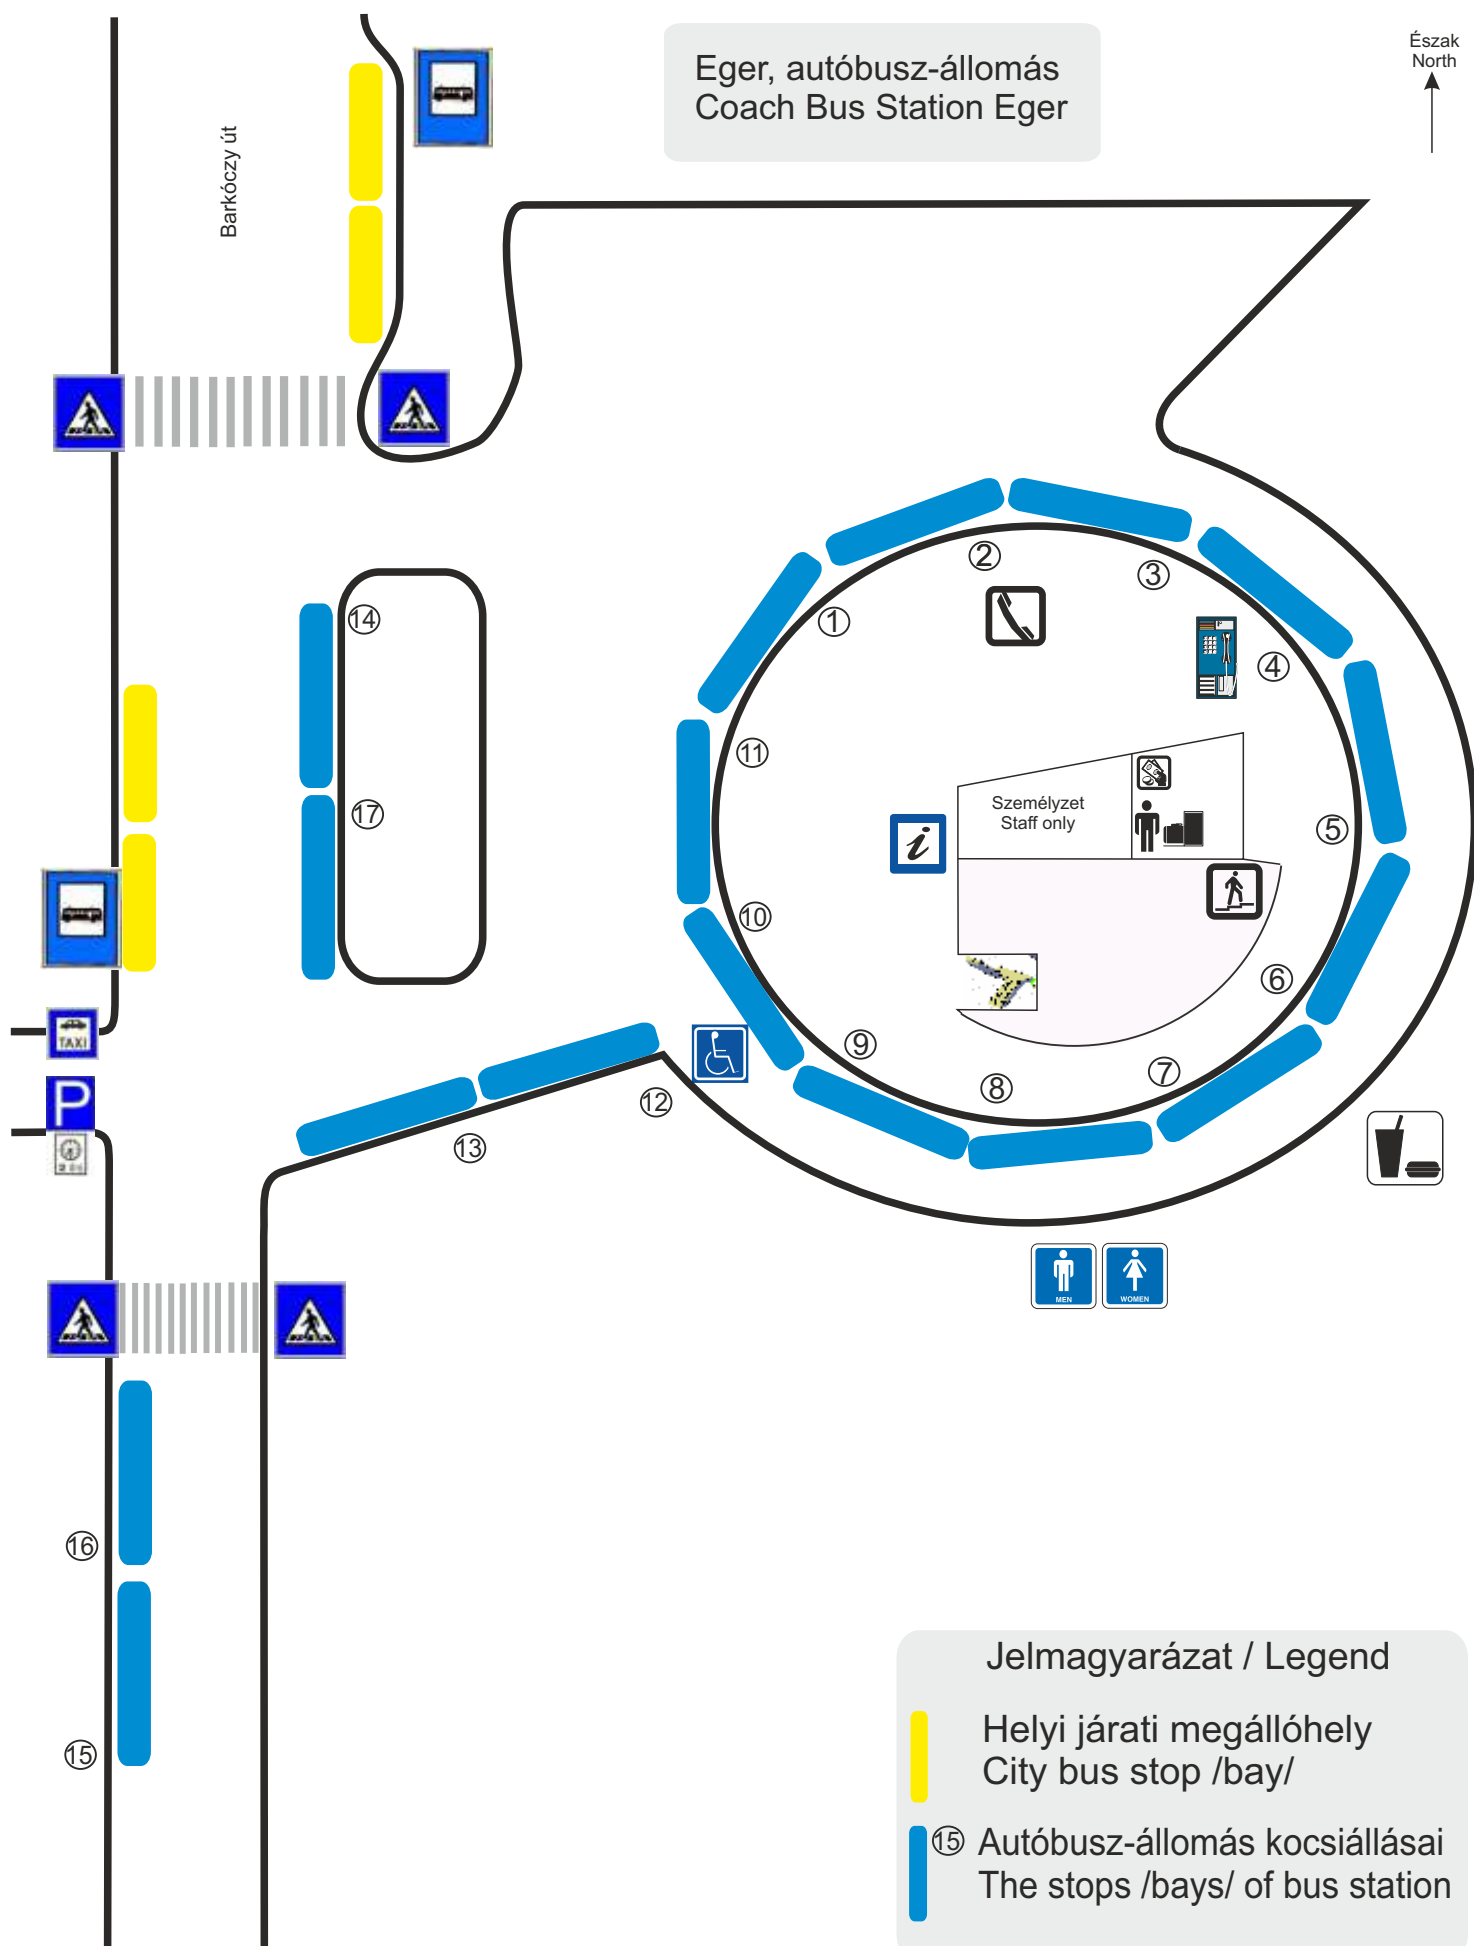 Eger, autóbusz-állomás
Coach Bus Station Eger
Észak
North
Barkóczy út
2
3
1
4
14
11
17
Személyzet
Staff only
i
5
10
6
TAXI
9
7
8
12
P
13
MEN
WOMEN
16
15
Jelmagyarázat / Legend
Helyi járati megállóhely
City bus stop /bay/
15 Autóbusz-állomás kocsiállásai
The stops /bays/ of bus station